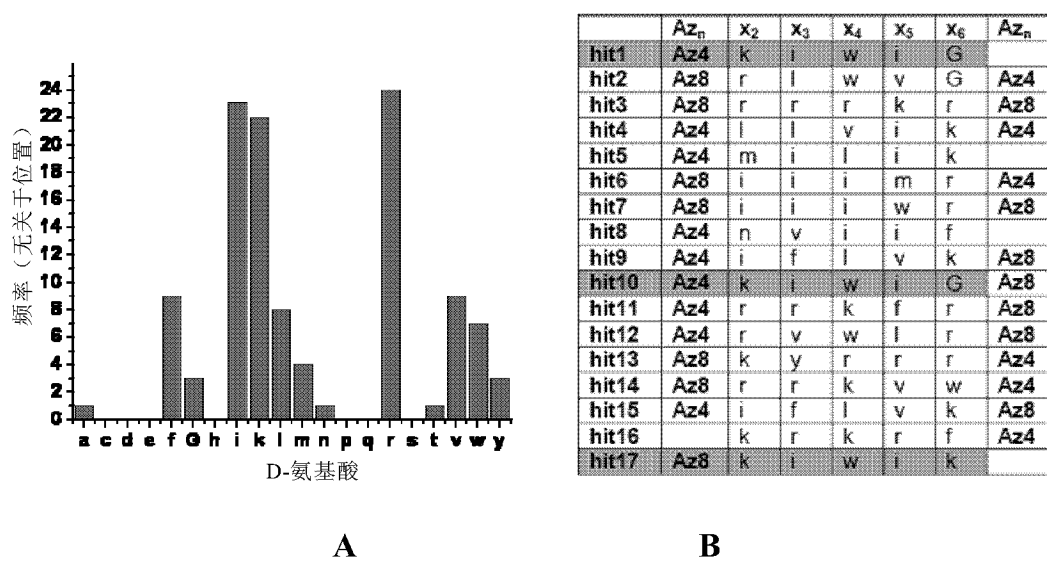 24
22
20
18
16
14
12
10
8
6
4
2
0
频率（无关于位置）
a c d e f G h i k l m n p q r s t v w y
D-氨基酸
A
Azn x2 x3 x4 x5 x6 Azn
hit1 Az4 k i w i G
hit2 Az8 r l w v G Az4
hit3 Az8 r r r k r Az8
hit4 Az4 l l v i k Az4
hit5 Az4 m i l i k
hit6 Az8 i i i m r Az4
hit7 Az8 i i i w r Az8
hit8 Az4 n v i i f
hit9 Az4 i f l v k Az8
hit10 Az4 k i w i G Az8
hit11 Az4 r r k f r Az8
hit12 Az4 r v w l r Az8
hit13 Az8 k y r r r Az4
hit14 Az8 r r k v w Az4
hit15 Az4 i f l v k Az8
hit16 k r k r f Az4
hit17 Az8 k i w i k
B